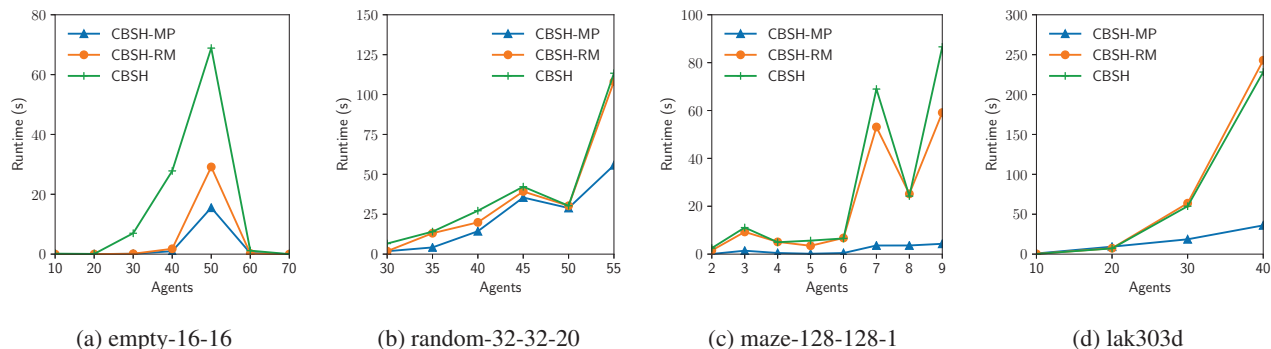 80
60
40
20
0
Runtime (s)
CBSH-MP
CBSH-RM
CBSH
10 20 30 40 50 60 70
Agents
(a) empty-16-16
150
125
100
75
50
25
0
Runtime (s)
CBSH-MP
CBSH-RM
CBSH
30 35 40 45 50 55
Agents
(b) random-32-32-20
100
80
60
40
20
0
Runtime (s)
CBSH-MP
CBSH-RM
CBSH
2 3 4 5 6 7 8 9
Agents
(c) maze-128-128-1
300
250
200
150
100
50
0
Runtime (s)
CBSH-MP
CBSH-RM
CBSH
10 20 30 40
Agents
(d) lak303d